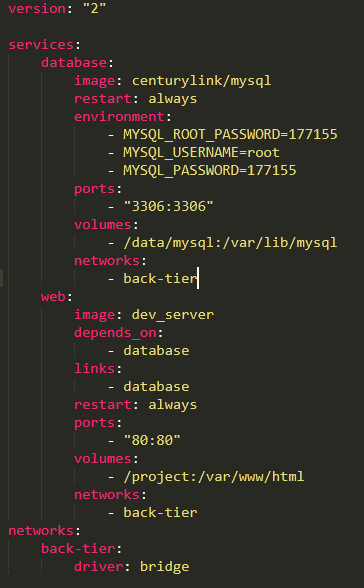 version: "2"
services:
database:
image: centurylink/mysql
restart: always
environment:
- MYSQL_ROOT_PASSWORD=177155
- MYSQL_USERNAME=root
- MYSQL_PASSWORD=177155
ports:
- "3306:3306"
volumes:
- /data/mysql:/var/lib/mysql
networks:
- back-tier
web:
image: dev_server
depends_on:
- database
links:
- database
restart: always
ports:
- "80:80"
volumes:
- /project:/var/www/html
networks:
- back-tier
networks:
back-tier:
driver: bridge